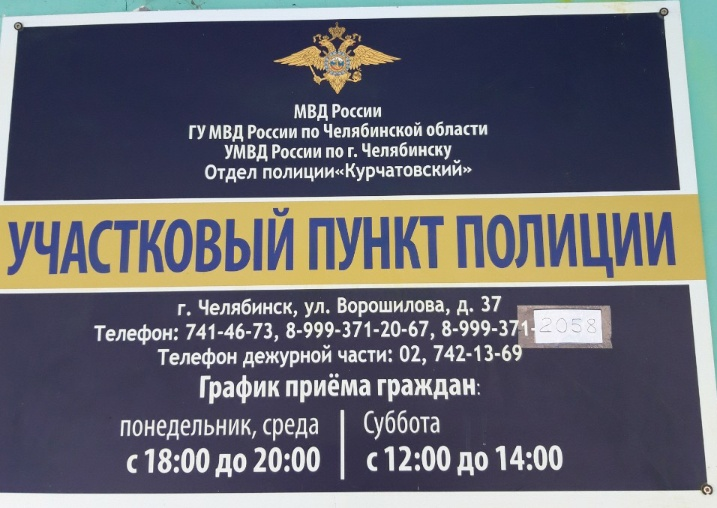 МВД России
ГУ МВД России по Челябинской области
УМВД России по г. Челябинску
Отдел полиции«Курчатовский»
УЧАСТКОВЫЙ ПУНКТ ПОЛИЦИИ
г. Челябинск, ул. Ворошилова, д. 37
Телефон: 741-46-73, 8-999-371-20-67, 8-999-371-2058
Телефон дежурной части: 02, 742-13-69
График приёма граждан:
понедельник, среда
с 18:00 до 20:00
Суббота
с 12:00 до 14:00